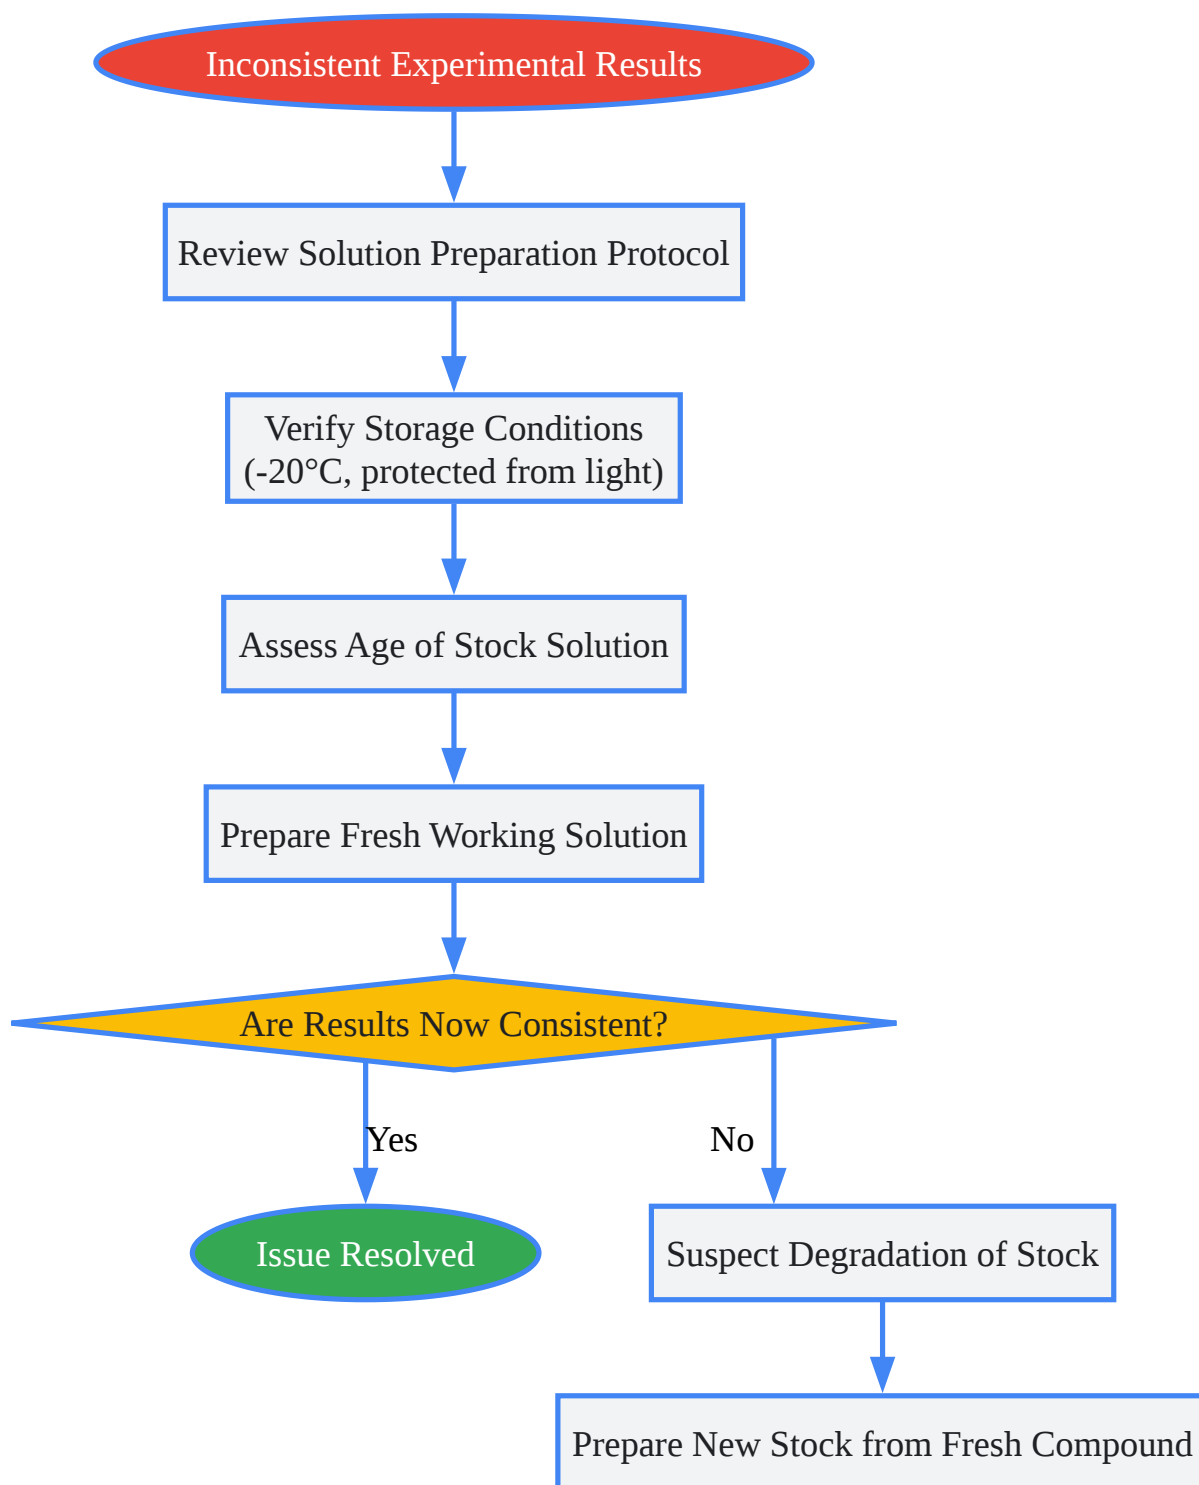 Inconsistent Experimental Results
Review Solution Preparation Protocol
Verify Storage Conditions
(-20°C, protected from light)
Assess Age of Stock Solution
Prepare Fresh Working Solution
Are Results Now Consistent?
Yes
No
Issue Resolved
Suspect Degradation of Stock
Prepare New Stock from Fresh Compound